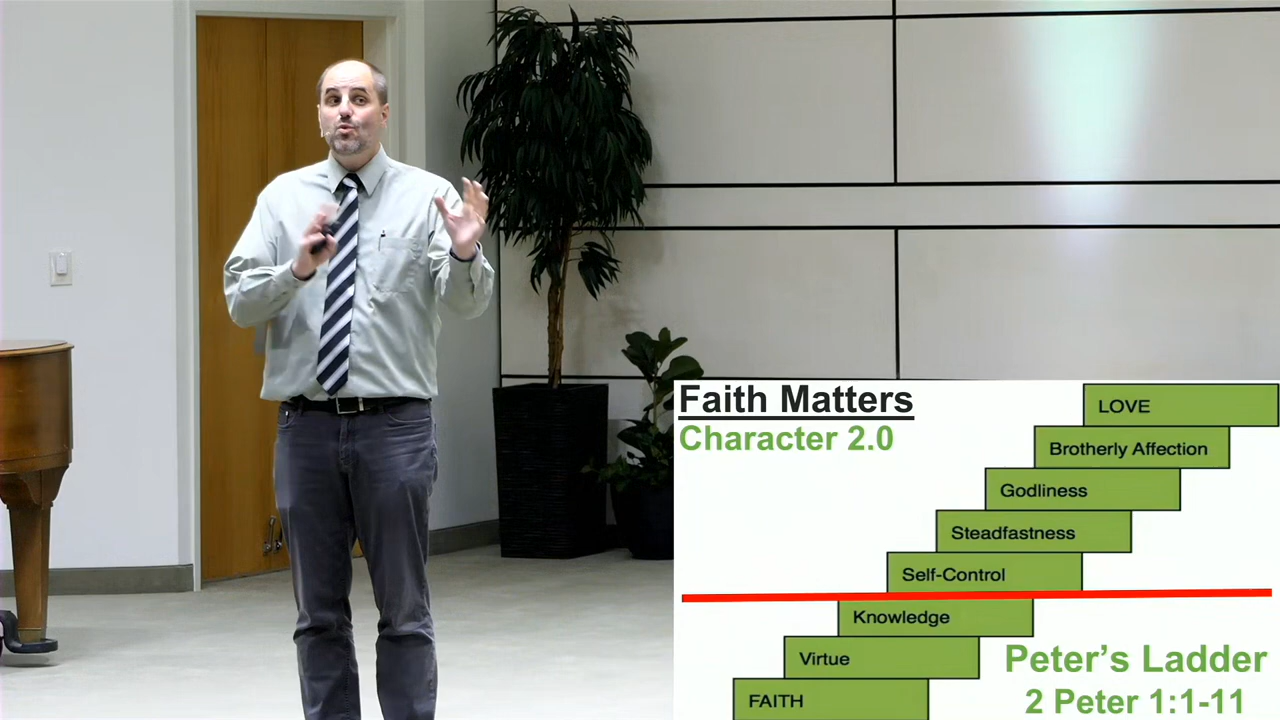 Faith Matters
Character 2.0
LOVE
Brotherly Affection
Godliness
Steadfastness
Self-Control
Knowledge
Virtue
FAITH
Peter's Ladder
2 Peter 1:1-11